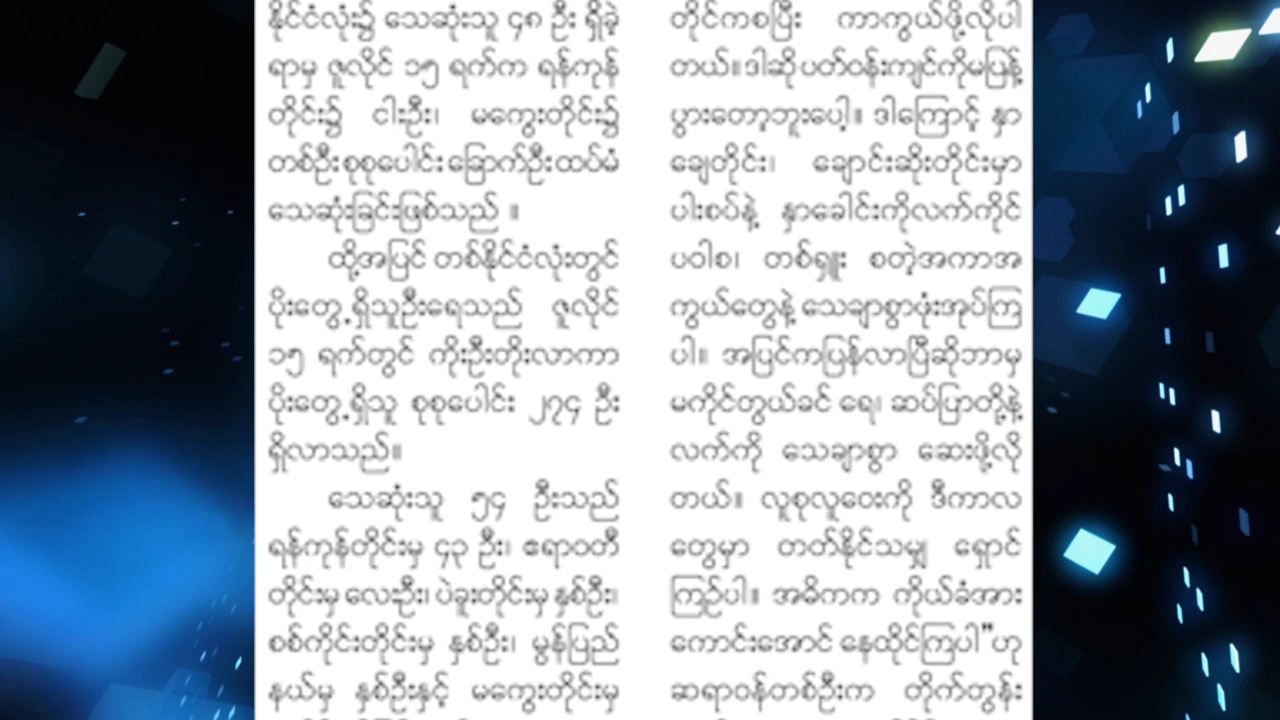 နိုင်ငံလုံး၌ သေဆုံးသူ ၄၈ ဦး ရှိခဲ့
ရာမှ ဇူလိုင် ၁၅ ရက်က ရန်ကုန်
တိုင်း၌ ငါးဦး၊ မကွေးတိုင်း၌
တစ်ဦးစုစုပေါင်းခြောက်ဦးထပ်မံ
သေဆုံးခြင်းဖြစ်သည် ။
ထို့အပြင် တစ်နိုင်ငံလုံးတွင်
ပိုးတွေ့ရှိသူဦးရေသည် ဇူလိုင်
၁၅ ရက်တွင် ကိုးဦးတိုးလာကာ
ပိုးတွေ့ရှိသူ စုစုပေါင်း ၂၇၄ ဦး
ရှိလာသည်။
သေဆုံးသူ ၅၄ ဦးသည်
ရန်ကုန်တိုင်းမှ ၄၃ ဦး၊ ဧရာဝတီ
တိုင်းမှ လေးဦး၊ ပဲခူးတိုင်းမှ နှစ်ဦး၊
စစ်ကိုင်းတိုင်းမှ နှစ်ဦး၊ မွန်ပြည်
နယ်မှ နှစ်ဦးနှင့် မကွေးတိုင်းမှ
တိုင်ကစပြီး ကာကွယ်ဖို့လိုပါ
တယ်။ဒါဆိုပတ်ဝန်းကျင်ကိုမပြန့်
ပွားတော့ဘူးပေါ့။ ဒါကြောင့် နှာ
ချေတိုင်း၊ ချောင်းဆိုးတိုင်းမှာ
ပါးစပ်နဲ့ နှာခေါင်းကိုလက်ကိုင်
ပဝါစ၊ တစ်ရှူး စတဲ့အကာအ
ကွယ်တွေနဲ့ သေချာစွာဖုံးအုပ်ကြ
ပါ။ အပြင်ကပြန်လာပြီဆိုဘာမှ
မကိုင်တွယ်ခင် ရေ၊ ဆပ်ပြာတို့နဲ့
လက်ကို သေချာစွာ ဆေးဖို့လို
တယ်။ လူစုလူဝေးကို ဒီကာလ
တွေမှာ တတ်နိုင်သမျှ ရှောင်
ကြဉ်ပါ။ အဓိကက ကိုယ်ခံအား
ကောင်းအောင် နေထိုင်ကြပါ"ဟု
ဆရာဝန်တစ်ဦးက တိုက်တွန်း